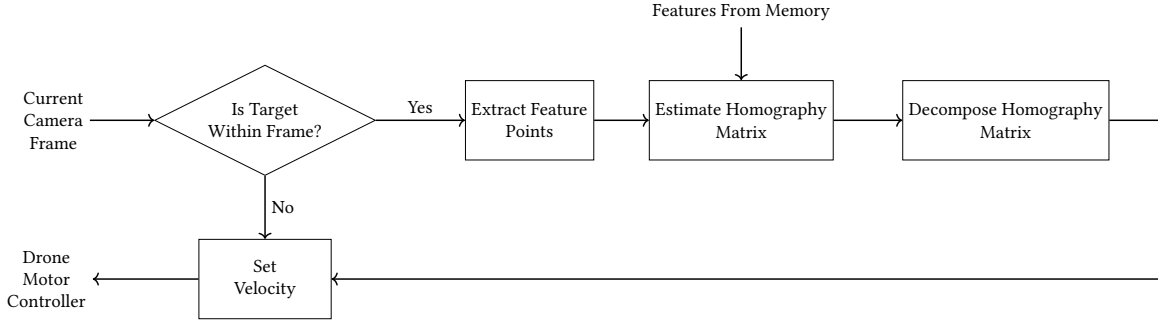 Features From Memory
Current
Camera
Frame
Is Target
Within Frame?
Yes
Extract Feature
Points
Estimate Homography
Matrix
Decompose Homography
Matrix
No
Drone
Motor
Controller
Set
Velocity